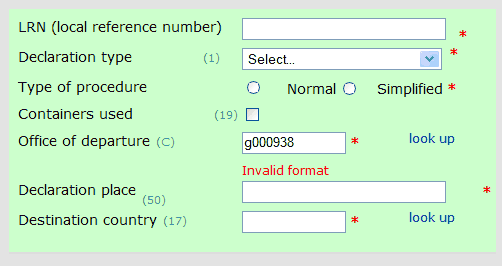 LRN (local reference number) *
Declaration type (1) Select... *
Type of procedure Normal Simplified *
Containers used (19)
Office of departure (C) g000938 * look up
Invalid format
Declaration place (50) *
Destination country (17) * look up